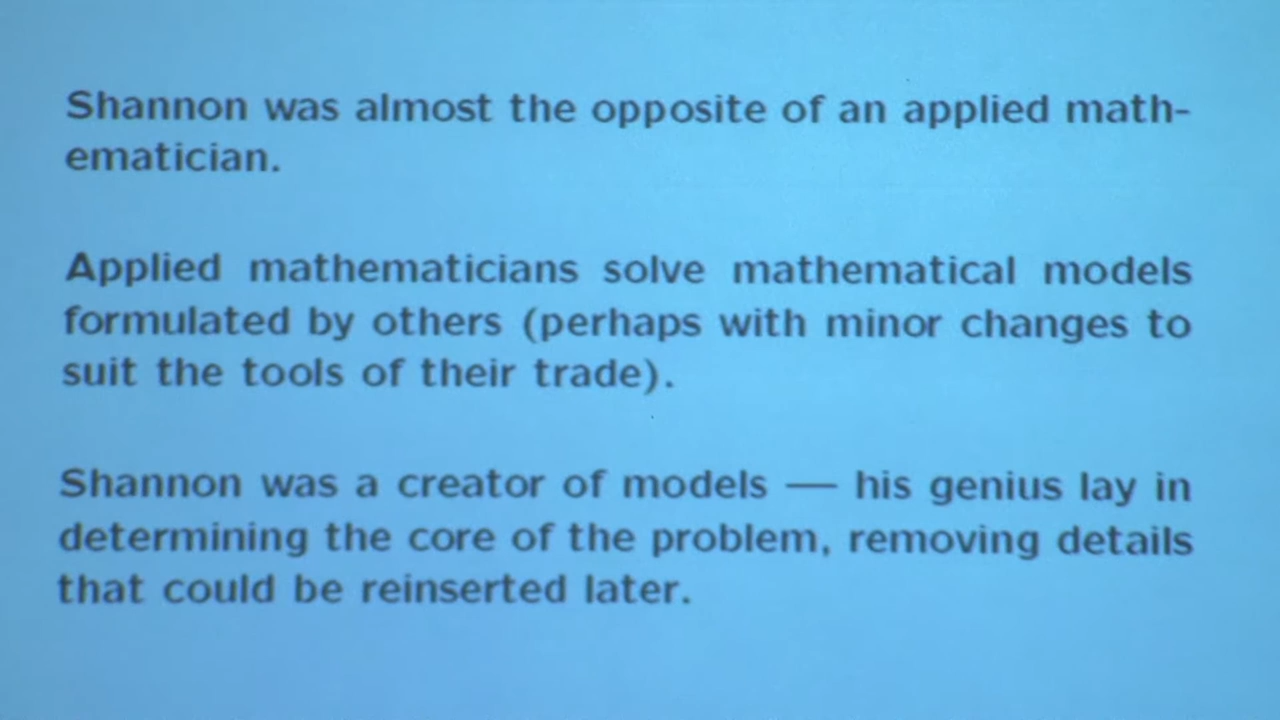 Shannon was almost the opposite of an applied math-
ematician.
Applied mathematicians solve mathematical models
formulated by others (perhaps with minor changes to
suit the tools of their trade).
Shannon was a creator of models — his genius lay in
determining the core of the problem, removing details
that could be reinserted later.